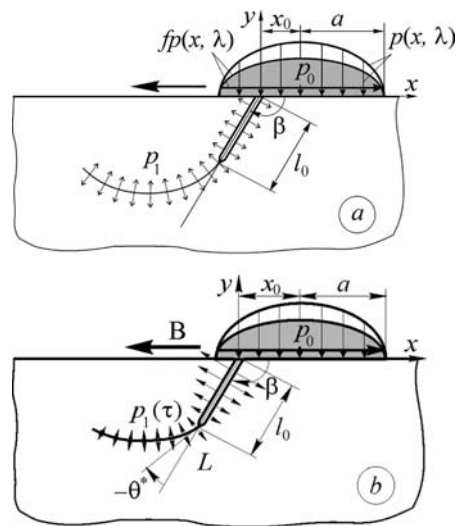 y x₀ a
fp(x, λ) p(x, λ)
p₀
x
β
p₁ l₀
a
y x₀ a
B p₀
x
β
p₁(τ) l₀
L
−θ*
b